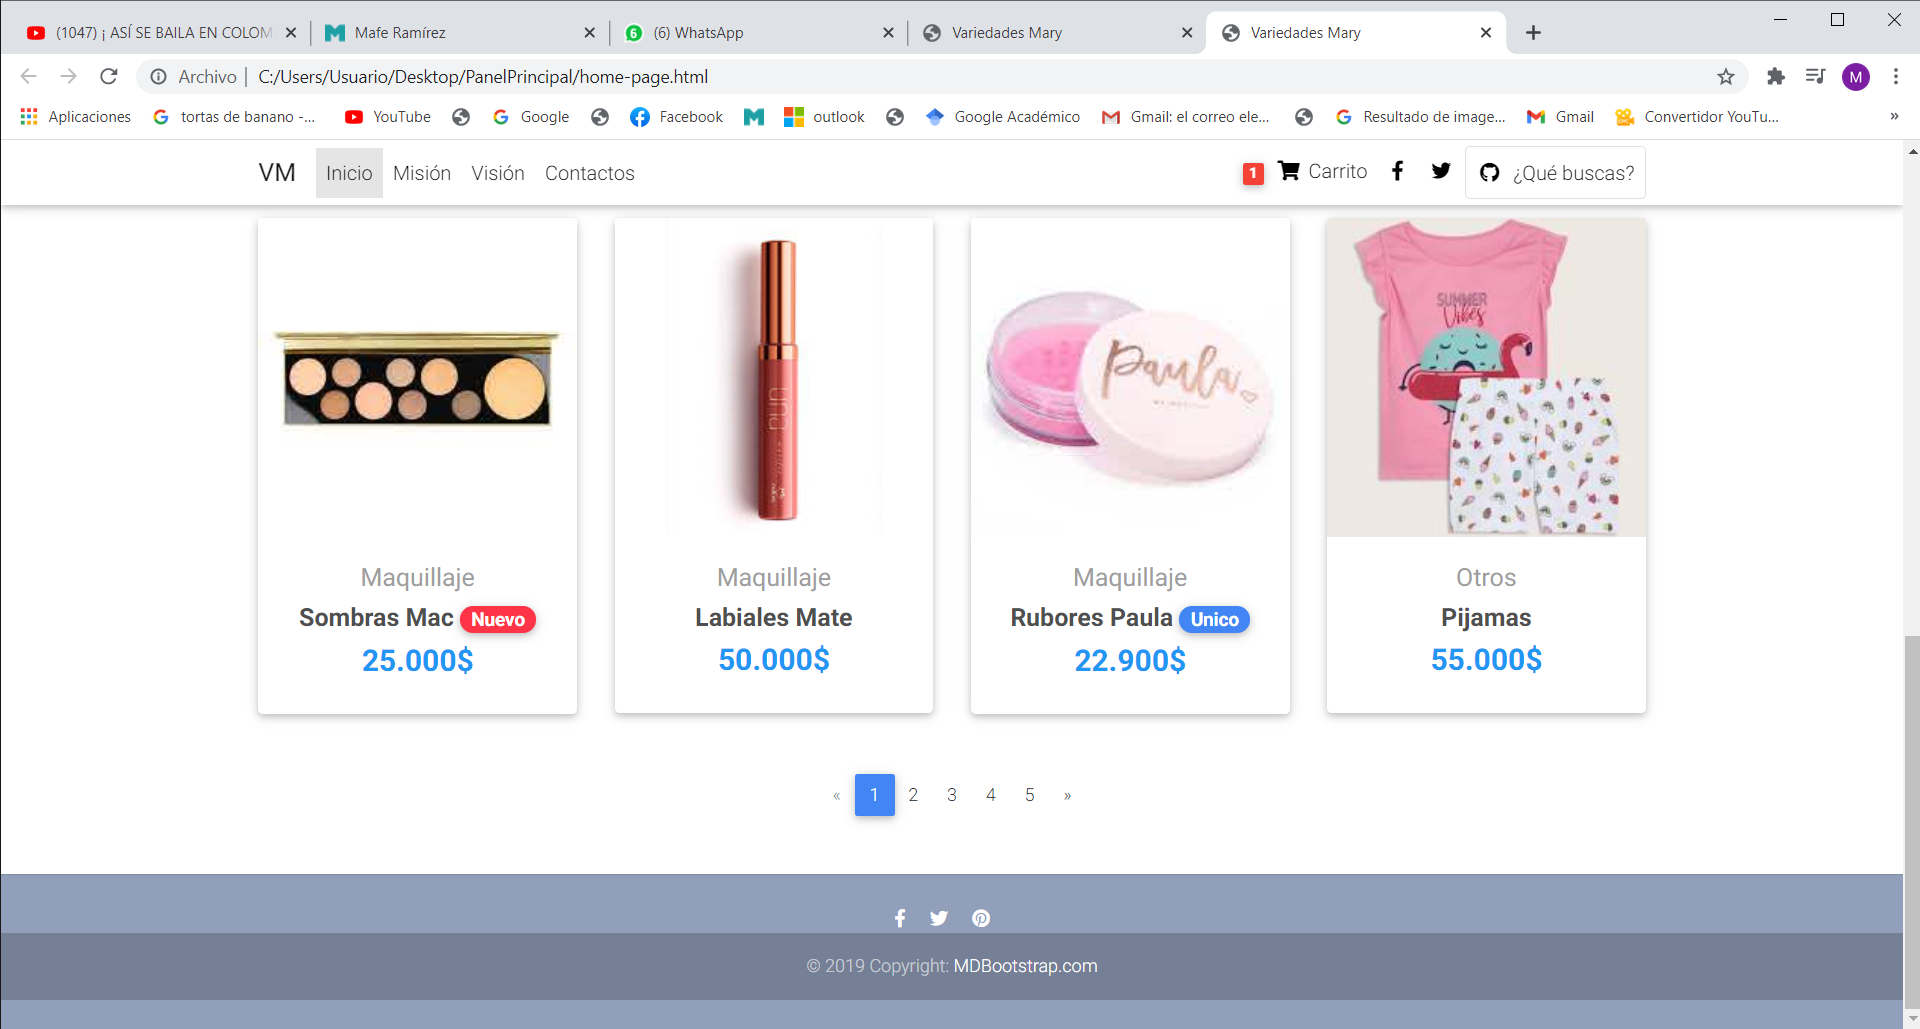 (1047) ¡ ASÍ SE BAILA EN COLOM
Mafe Ramírez
(6) WhatsApp
Variedades Mary
Variedades Mary
Archivo | C:/Users/Usuario/Desktop/PanelPrincipal/home-page.html
M
Aplicaciones
tortas de banano -...
YouTube
Google
Facebook
outlook
Google Académico
Gmail: el correo ele...
Resultado de image...
Gmail
Convertidor YouTu...
»
VM
Inicio
Misión
Visión
Contactos
1
Carrito
¿Qué buscas?
una
Paula
SUMMER
Vibes
Maquillaje
Sombras Mac Nuevo
25.000$
Maquillaje
Labiales Mate
50.000$
Maquillaje
Rubores Paula Unico
22.900$
Otros
Pijamas
55.000$
« 1 2 3 4 5 »
© 2019 Copyright: MDBootstrap.com